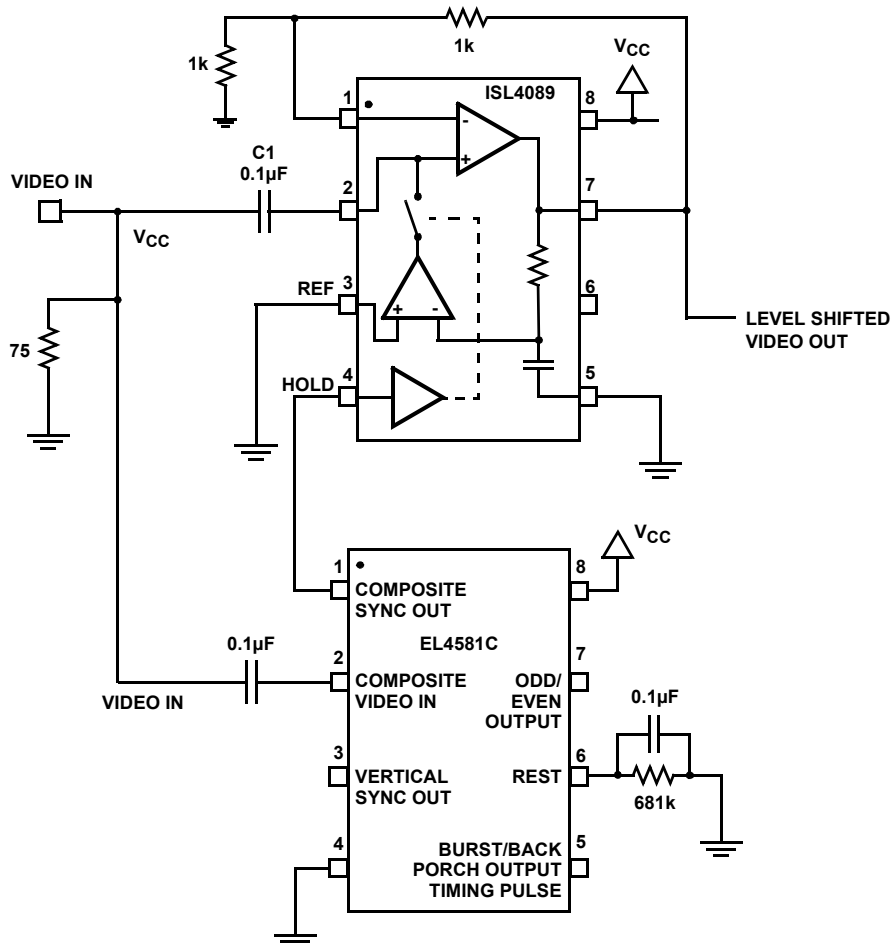 1k
1k
V_CC
ISL4089
1
8
C1
0.1µF
VIDEO IN
2
7
V_CC
REF
3
6
LEVEL SHIFTED
VIDEO OUT
75
HOLD
4
5
-
+
+
-
V_CC
1
8
COMPOSITE
SYNC OUT
EL4581C
0.1µF
2
7
COMPOSITE
VIDEO IN
ODD/
EVEN
OUTPUT
VIDEO IN
0.1µF
3
6
VERTICAL
SYNC OUT
REST
681k
4
5
BURST/BACK
PORCH OUTPUT
TIMING PULSE